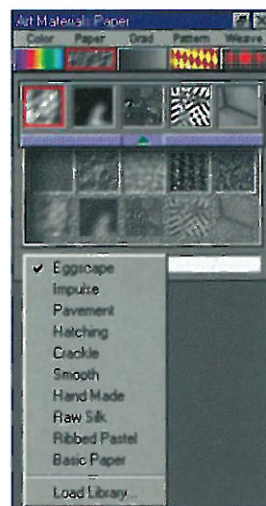 Art Materials: Paper
Color Paper Grad Pattern Weave
✓ Eggscape
Impulse
Pavement
Hatching
Crackle
Smooth
Hand Made
Raw Silk
Ribbed Pastel
Basic Paper
Load Library...